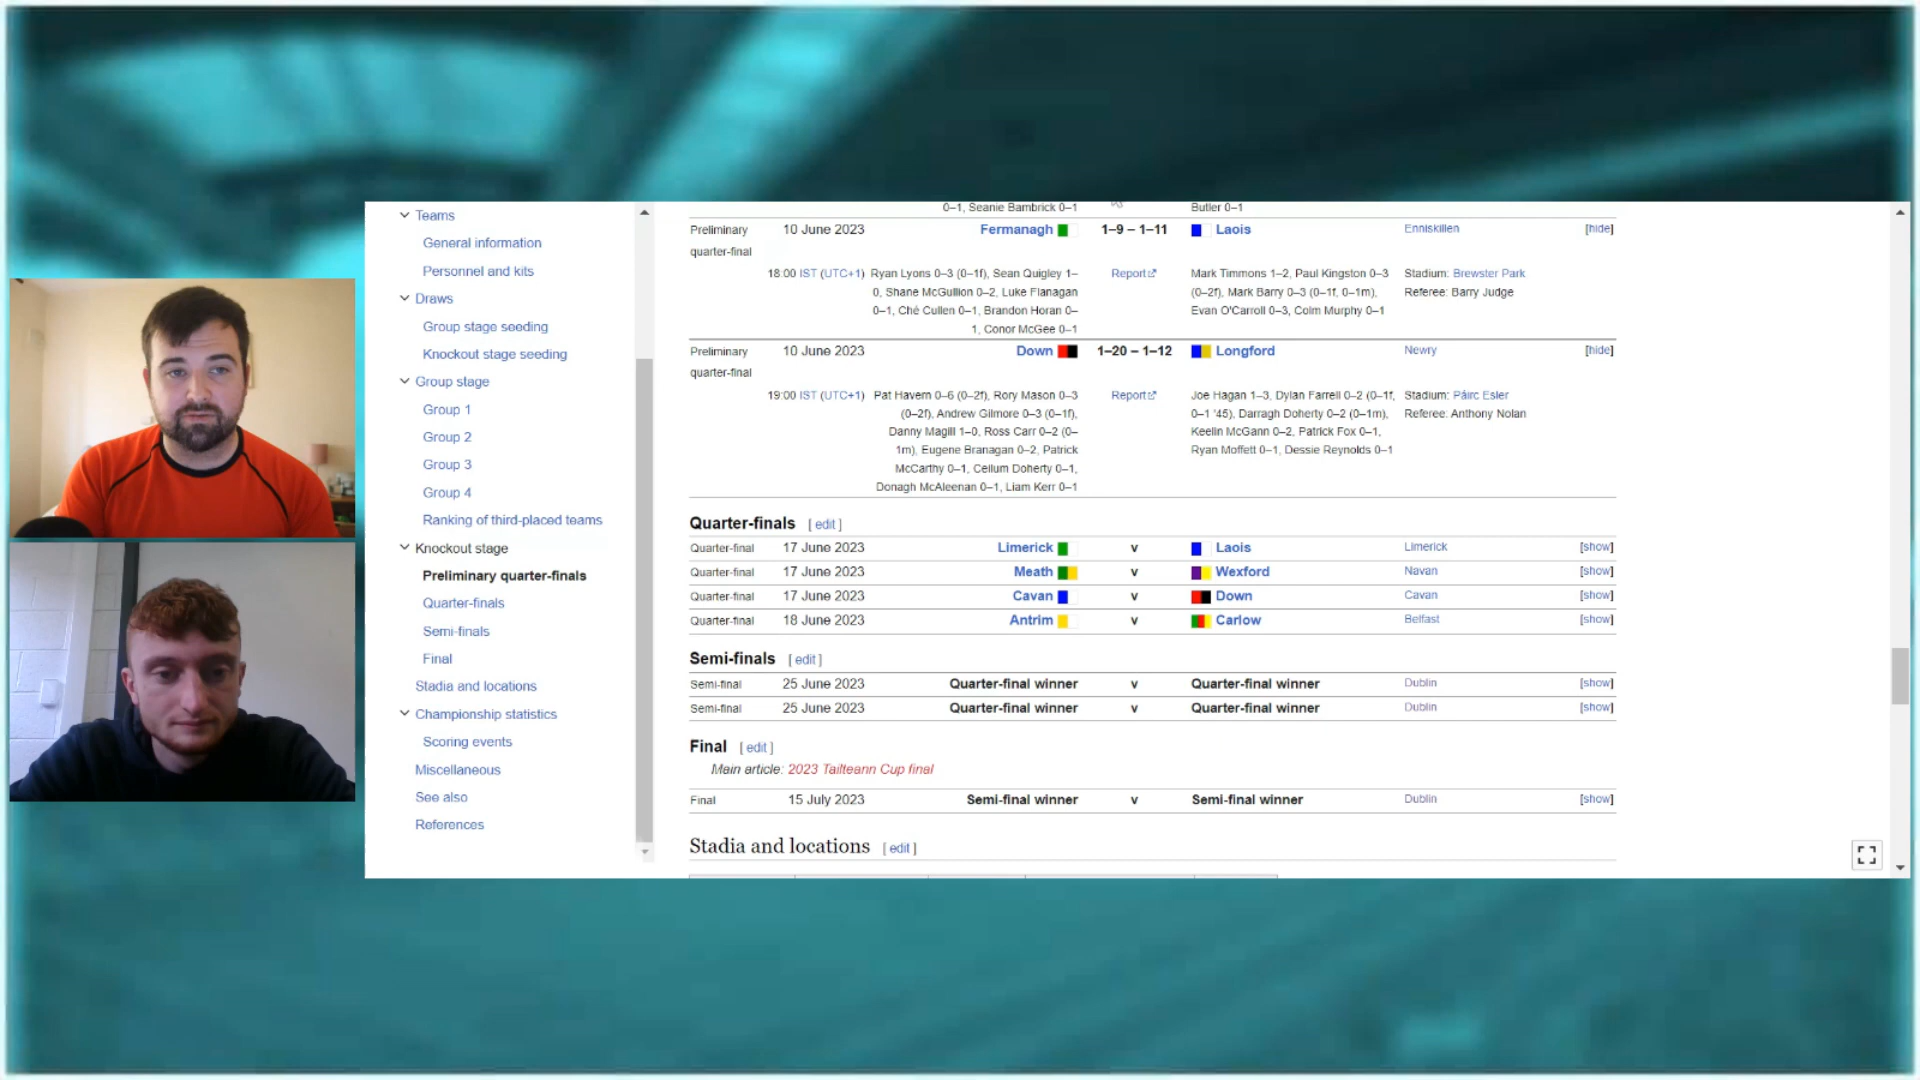 Teams
General information
Personnel and kits
Draws
Group stage seeding
Knockout stage seeding
Group stage
Group 1
Group 2
Group 3
Group 4
Ranking of third-placed teams
Knockout stage
Preliminary quarter-finals
Quarter-finals
Semi-finals
Final
Stadia and locations
Championship statistics
Scoring events
Miscellaneous
See also
References
0–1, Seanie Bambrick 0–1 Butler 0–1
Preliminary 10 June 2023 Fermanagh 1–9 – 1–11 Laois Enniskillen [hide]
quarter-final
18:00 IST (UTC+1) Ryan Lyons 0–3 (0–1f), Sean Quigley 1– Report Mark Timmons 1–2, Paul Kingston 0–3 Stadium: Brewster Park
0, Shane McGullion 0–2, Luke Flanagan (0–2f), Mark Barry 0–3 (0–1f, 0–1m), Referee: Barry Judge
0–1, Ché Cullen 0–1, Brandon Horan 0– Evan O'Carroll 0–3, Colm Murphy 0–1
1, Conor McGee 0–1
Preliminary 10 June 2023 Down 1–20 – 1–12 Longford Newry [hide]
quarter-final
19:00 IST (UTC+1) Pat Havern 0–6 (0–2f), Rory Mason 0–3 Report Joe Hagan 1–3, Dylan Farrell 0–2 (0–1f, Stadium: Páirc Esler
(0–2f), Andrew Gilmore 0–3 (0–1f), 0–1 '45), Darragh Doherty 0–2 (0–1m), Referee: Anthony Nolan
Danny Magill 1–0, Ross Carr 0–2 (0– Keelin McGann 0–2, Patrick Fox 0–1,
1m), Eugene Branagan 0–2, Patrick Ryan Moffett 0–1, Dessie Reynolds 0–1
McCarthy 0–1, Ceilum Doherty 0–1,
Donagh McAleenan 0–1, Liam Kerr 0–1
Quarter-finals [ edit ]
Quarter-final 17 June 2023 Limerick v Laois Limerick [show]
Quarter-final 17 June 2023 Meath v Wexford Navan [show]
Quarter-final 17 June 2023 Cavan v Down Cavan [show]
Quarter-final 18 June 2023 Antrim v Carlow Belfast [show]
Semi-finals [ edit ]
Semi-final 25 June 2023 Quarter-final winner v Quarter-final winner Dublin [show]
Semi-final 25 June 2023 Quarter-final winner v Quarter-final winner Dublin [show]
Final [ edit ]
Main article: 2023 Tailteann Cup final
Final 15 July 2023 Semi-final winner v Semi-final winner Dublin [show]
Stadia and locations [ edit ]